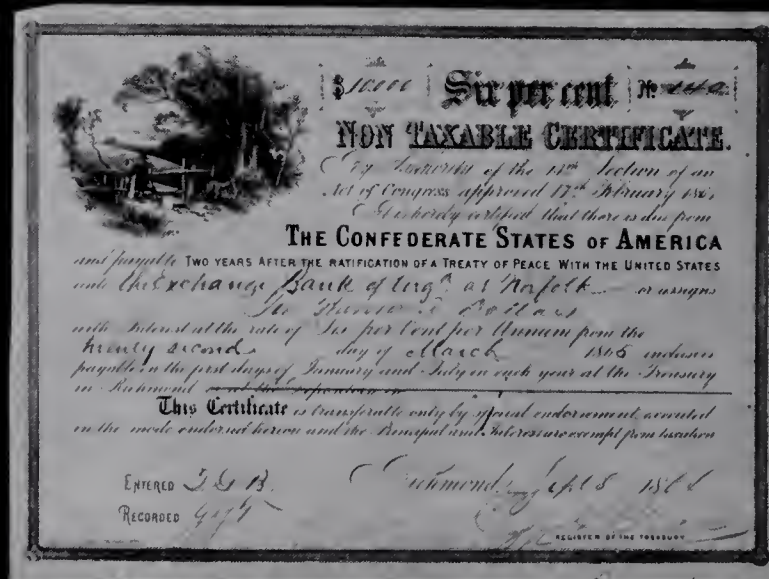 $10000 Six per cent No.
NON TAXABLE CERTIFICATE.
By Authority of the 14th Section of an
Act of Congress approved 17th February 186
It is hereby certified that there is due from
THE CONFEDERATE STATES OF AMERICA
and payable TWO YEARS AFTER THE RATIFICATION OF A TREATY OF PEACE WITH THE UNITED STATES
unto the Exchange Bank of Virga at Norfolk or assigns
Dollars
with Interest at the rate of Six per Cent per Annum from the
twenty second day of March 1865 inclusive
payable on the first days of January and July in each year at the Treasury
in Richmond
This Certificate is transferable only by special endorsement executed
in the mode endorsed hereon and the Principal and Interest are exempt from taxation
ENTERED
Richmond
RECORDED
REGISTER OF THE TREASURY